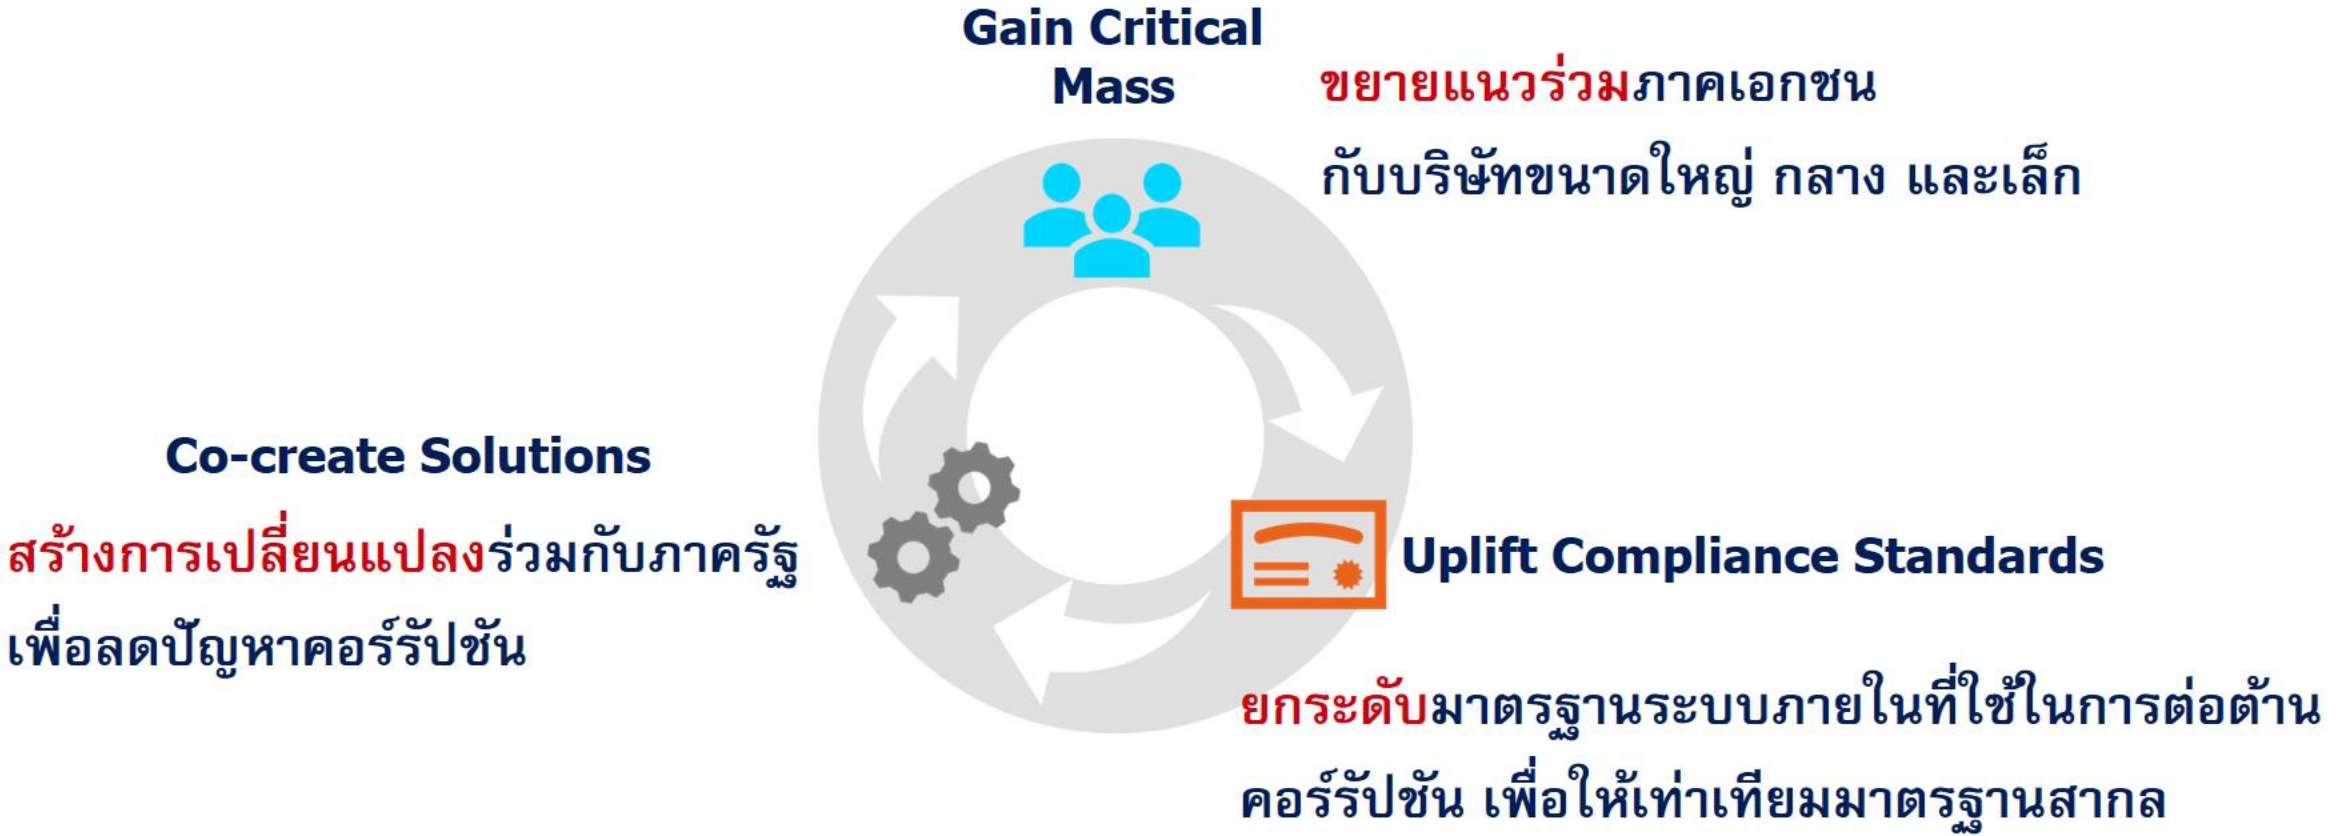 Gain Critical
Mass
ขยายแนวร่วมภาคเอกชน
กับบริษัทขนาดใหญ่ กลาง และเล็ก
Co-create Solutions
สร้างการเปลี่ยนแปลงร่วมกับภาครัฐ
เพื่อลดปัญหาคอร์รัปชัน
Uplift Compliance Standards
ยกระดับมาตรฐานระบบภายในที่ใช้ในการต่อต้าน
คอร์รัปชัน เพื่อให้เท่าเทียมมาตรฐานสากล